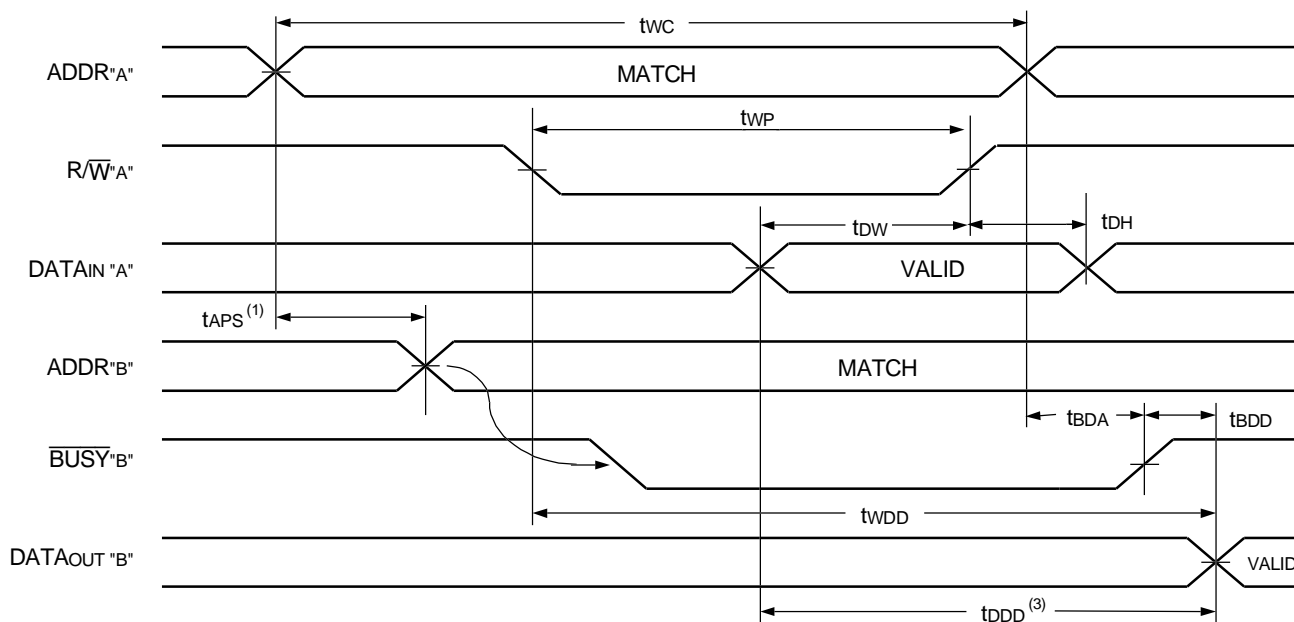 tWC
ADDR"A"
MATCH
tWP
R/W̅"A"
tDW
tDH
DATAIN "A"
VALID
tAPS (1)
ADDR"B"
MATCH
tBDA
tBDD
B̅U̅S̅Y̅"B"
tWDD
DATAOUT "B"
VALID
tDDD (3)